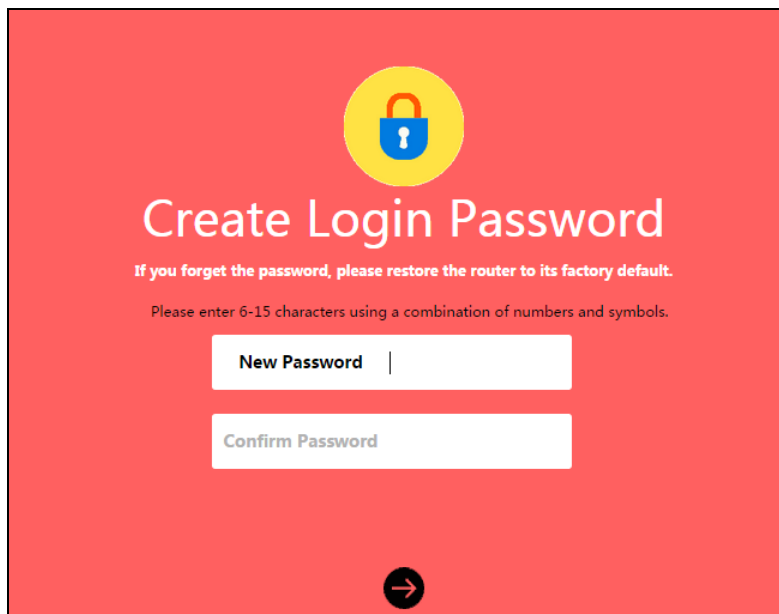 Create Login Password
If you forget the password, please restore the router to its factory default.
Please enter 6-15 characters using a combination of numbers and symbols.
New Password
Confirm Password